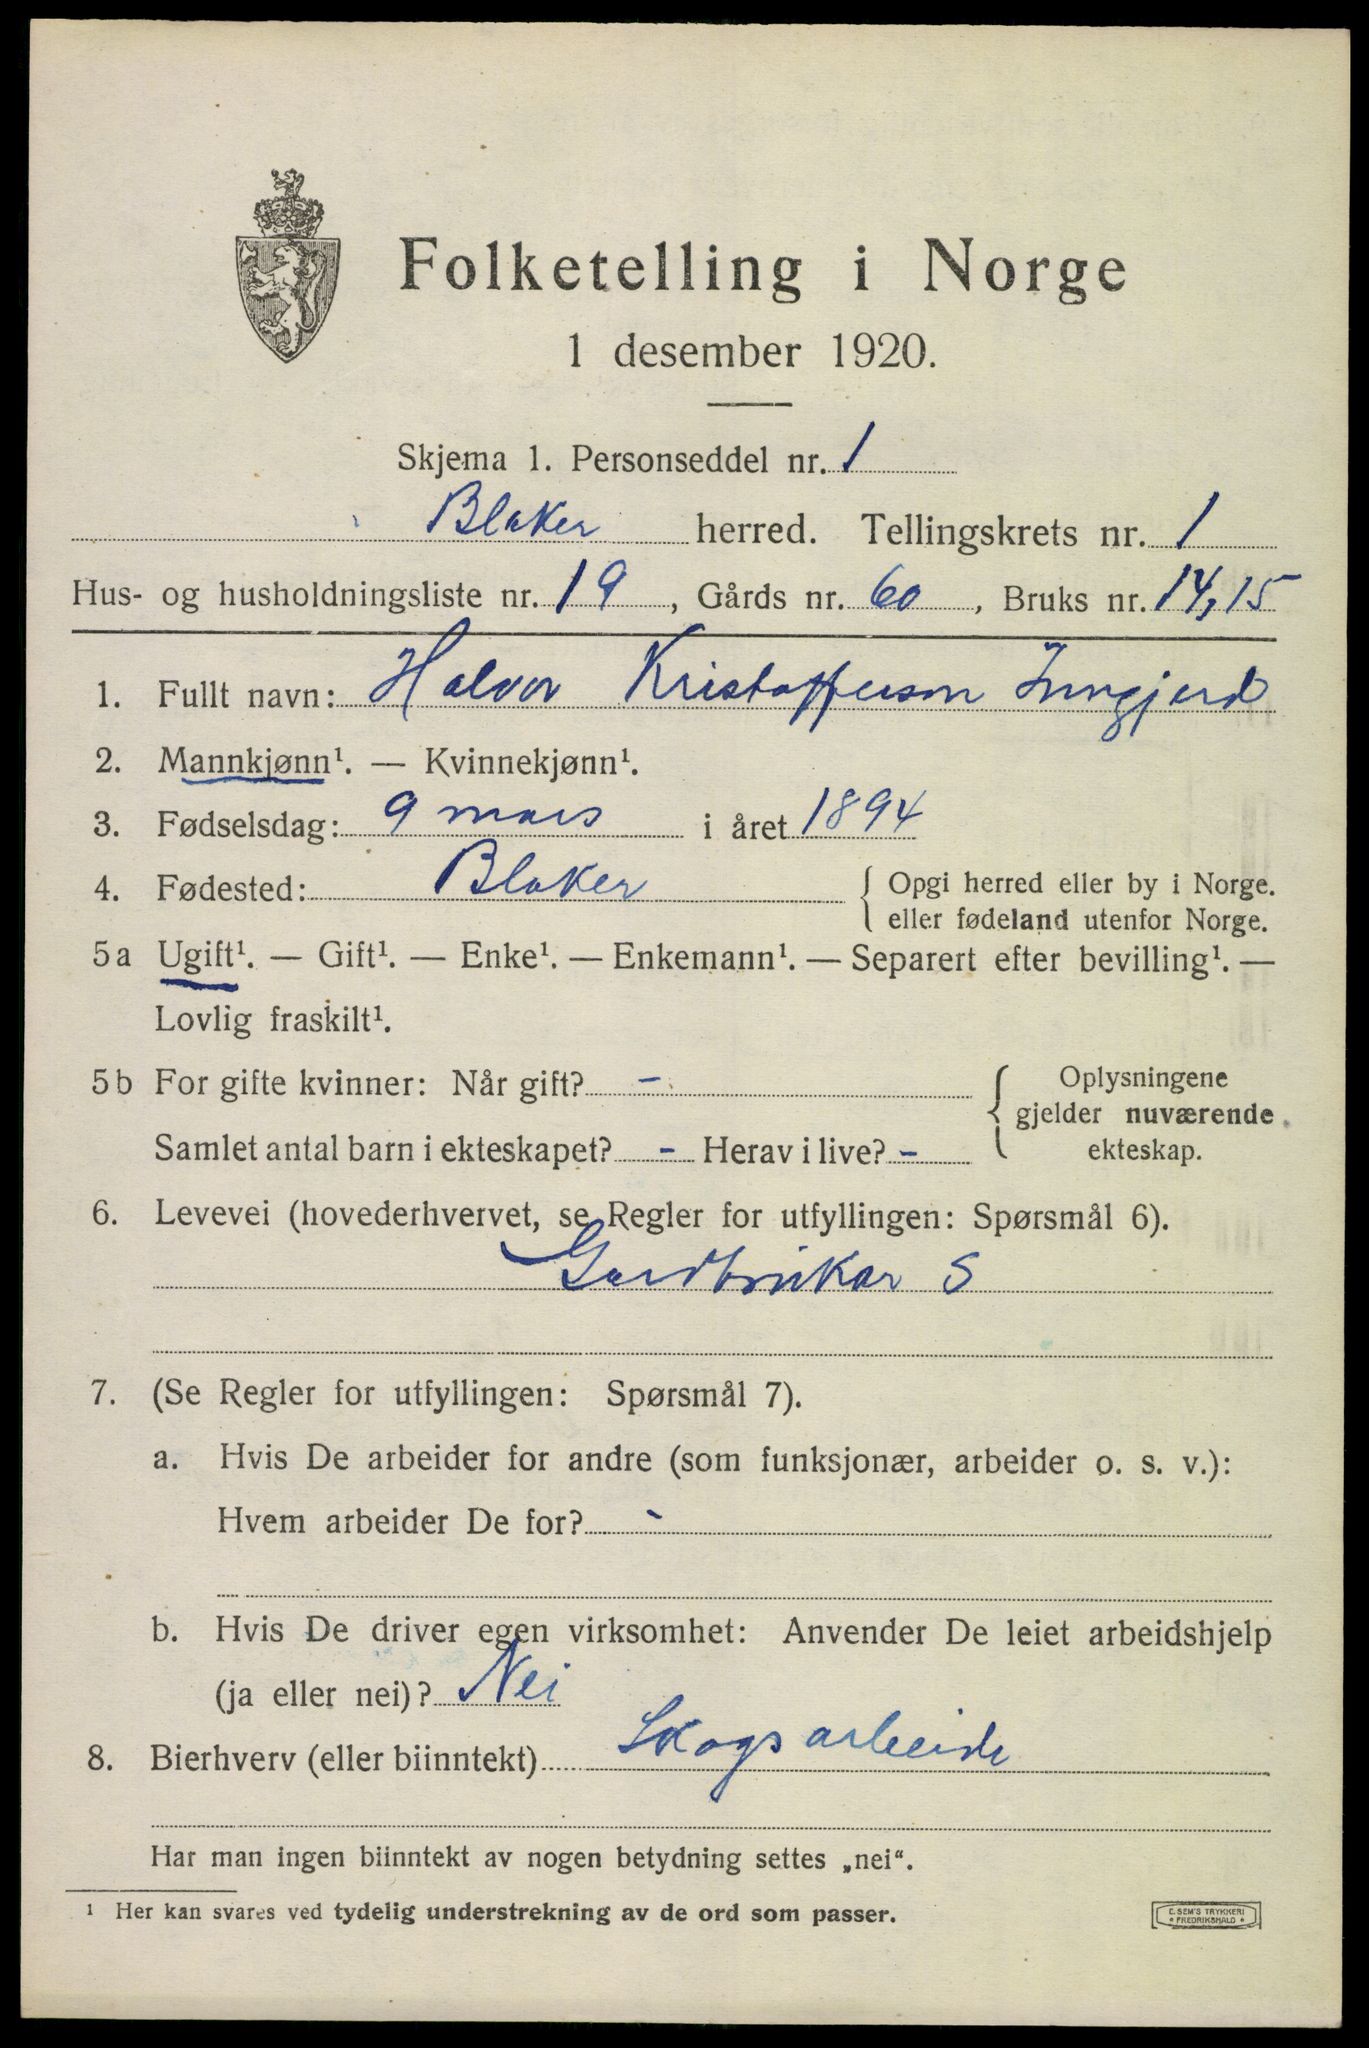 Folketelling i Norge
1 desember 1920.
Skjema 1. Personseddel nr. 1
Blaker herred. Tellingskrets nr. 1
Hus- og husholdningsliste nr. 19, Gårds nr. 60, Bruks nr. 14, 15
1. Fullt navn: Halvor Kristoffersen
2. Mannkjønn¹. — Kvinnekjønn¹.
3. Fødselsdag: 9 mars i året 1894
4. Fødested: Blaker { Opgi herred eller by i Norge.
eller fødeland utenfor Norge.
5a Ugift¹. — Gift¹. — Enke¹. — Enkemann¹. — Separert efter bevilling¹. —
Lovlig fraskilt¹.
5b For gifte kvinner: Når gift? - { Oplysningene
gjelder nuværende
Samlet antal barn i ekteskapet? - Herav i live? - ekteskap.
6. Levevei (hovederhvervet, se Regler for utfyllingen: Spørsmål 6).
Gardbrukar S
7. (Se Regler for utfyllingen: Spørsmål 7).
a. Hvis De arbeider for andre (som funksjonær, arbeider o. s. v.):
Hvem arbeider De for? -
b. Hvis De driver egen virksomhet: Anvender De leiet arbeidshjelp
(ja eller nei)? Nei
8. Bierhverv (eller biinntekt) Skogsarbeide
Har man ingen biinntekt av nogen betydning settes „nei“.
¹ Her kan svares ved tydelig understrekning av de ord som passer.
C. SEM'S TRYKKERI
FREDRIKSHALD